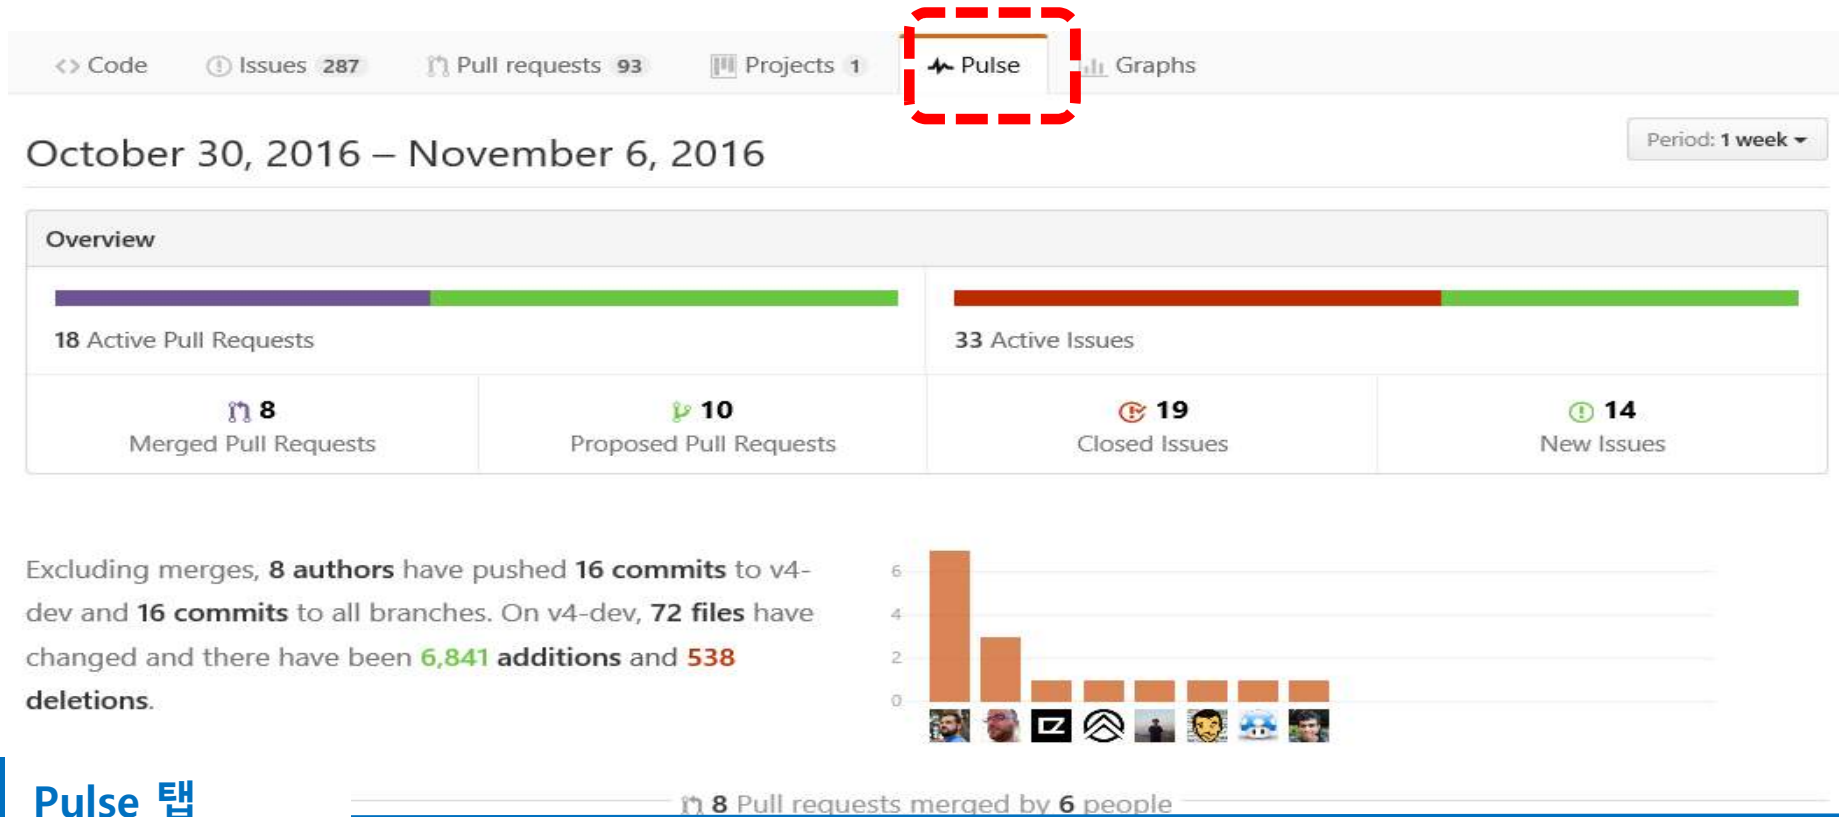 Code Issues 287 Pull requests 93 Projects 1 Pulse Graphs
October 30, 2016 – November 6, 2016
Period: 1 week
Overview
18 Active Pull Requests
33 Active Issues
8
Merged Pull Requests
10
Proposed Pull Requests
19
Closed Issues
14
New Issues
Excluding merges, 8 authors have pushed 16 commits to v4-
dev and 16 commits to all branches. On v4-dev, 72 files have
changed and there have been 6,841 additions and 538
deletions.
6
4
2
0
Pulse 탭
8 Pull requests merged by 6 people